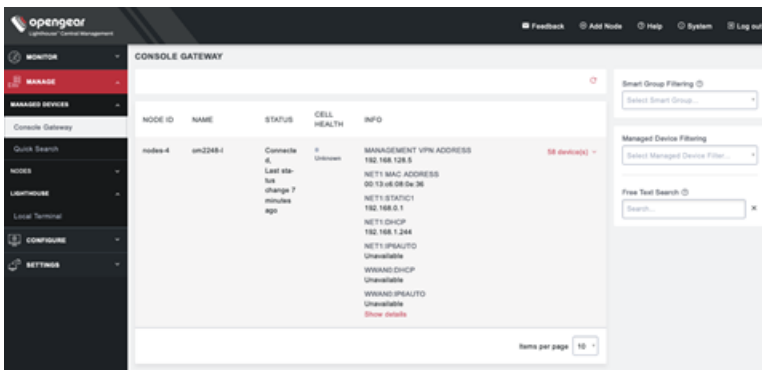 opengear
Lighthouse Central Management
Feedback
Add Node
Help
System
Log out
MONITOR
MANAGE
MANAGED DEVICES
Console Gateway
Quick Search
NODES
LIGHTHOUSE
Local Terminal
CONFIGURE
SETTINGS
CONSOLE GATEWAY
NODE ID NAME STATUS CELL HEALTH INFO
nodes-4 om2248-l
Connecte
d,
Last sta-
tus
change 7
minutes
ago
Unknown
MANAGEMENT VPN ADDRESS
192.168.128.5
NET1 MAC ADDRESS
00:13:c6:08:0e:36
NET1:STATIC1
192.168.0.1
NET1:DHCP
192.168.1.244
NET1:IP6AUTO
Unavailable
WWAN0:DHCP
Unavailable
WWAN0:IP6AUTO
Unavailable
Show details
58 device(s)
Items per page 10
Smart Group Filtering
Select Smart Group...
Managed Device Filtering
Select Managed Device Filter...
Free Text Search
Search...